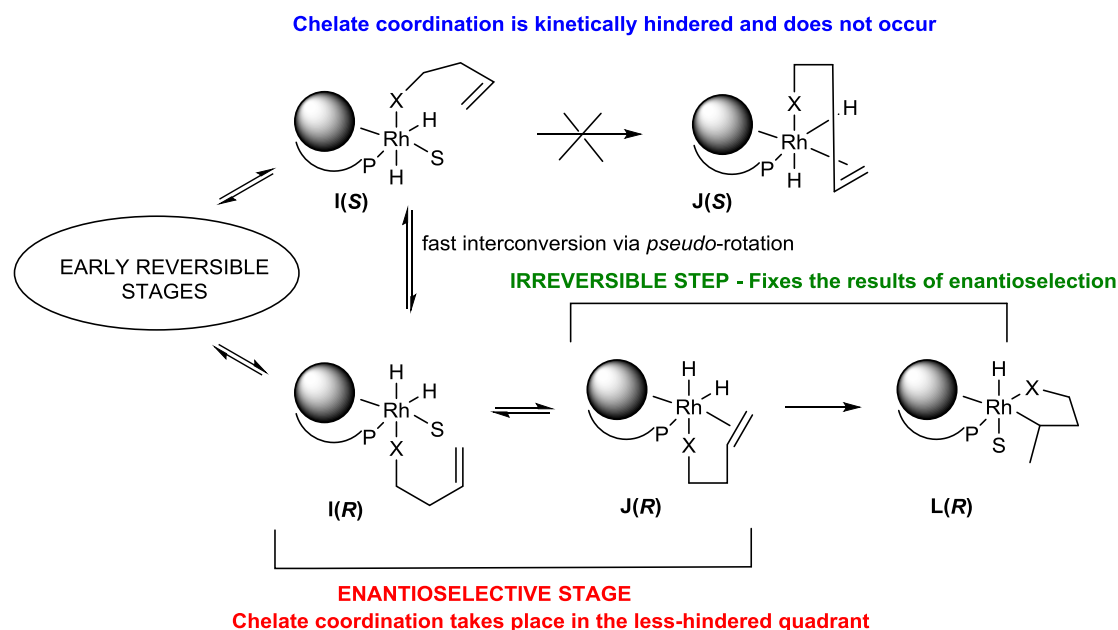 Chelate coordination is kinetically hindered and does not occur
X
H
Rh
S
P
H
I(S)
X
H
Rh
P
H
J(S)
fast interconversion via pseudo-rotation
EARLY REVERSIBLE
STAGES
IRREVERSIBLE STEP - Fixes the results of enantioselection
H
H
Rh
S
P
X
I(R)
H
H
Rh
P
X
J(R)
H
X
Rh
P
S
L(R)
ENANTIOSELECTIVE STAGE
Chelate coordination takes place in the less-hindered quadrant